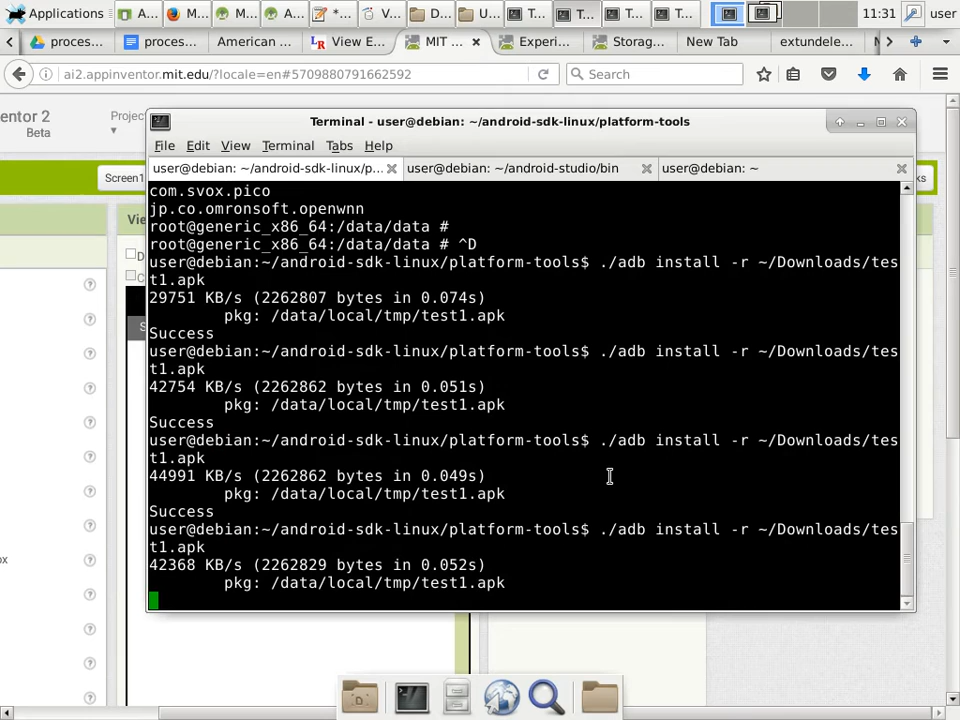 Applications
A...
M...
M...
A...
*...
V...
D...
U...
T...
T...
T...
T...
11:31
user
proces...
proces...
American ...
View E...
MIT ...
Experi...
Storag...
New Tab
extundele...
ai2.appinventor.mit.edu/?locale=en#5709880791662592
Search
entor 2
Beta
Projec
Screen1
Vie
ks
D
C
S
ox
Terminal - user@debian: ~/android-sdk-linux/platform-tools
File Edit View Terminal Tabs Help
user@debian: ~/android-sdk-linux/p...
user@debian: ~/android-studio/bin
user@debian: ~
com.svox.pico
jp.co.omronsoft.openwnn
root@generic_x86_64:/data/data #
root@generic_x86_64:/data/data # ^D
user@debian:~/android-sdk-linux/platform-tools$ ./adb install -r ~/Downloads/tes
t1.apk
29751 KB/s (2262807 bytes in 0.074s)
pkg: /data/local/tmp/test1.apk
Success
user@debian:~/android-sdk-linux/platform-tools$ ./adb install -r ~/Downloads/tes
t1.apk
42754 KB/s (2262862 bytes in 0.051s)
pkg: /data/local/tmp/test1.apk
Success
user@debian:~/android-sdk-linux/platform-tools$ ./adb install -r ~/Downloads/tes
t1.apk
44991 KB/s (2262862 bytes in 0.049s)
pkg: /data/local/tmp/test1.apk
Success
user@debian:~/android-sdk-linux/platform-tools$ ./adb install -r ~/Downloads/tes
t1.apk
42368 KB/s (2262829 bytes in 0.052s)
pkg: /data/local/tmp/test1.apk